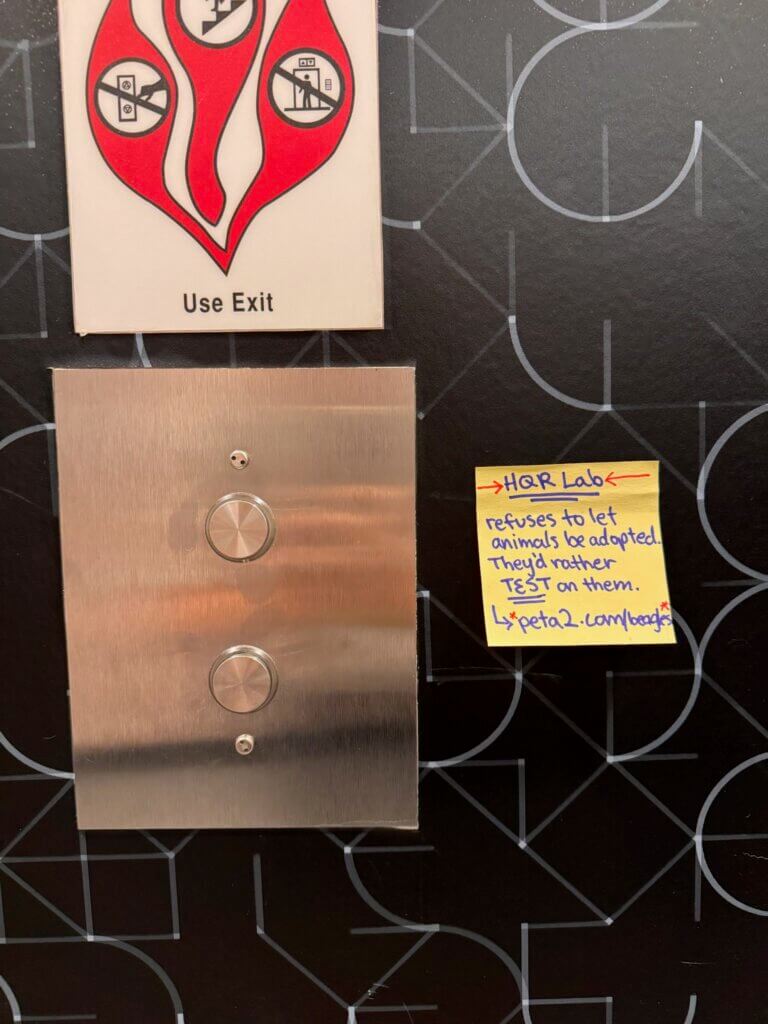 Use Exit
→HQR Lab←
refuses to let
animals be adopted.
They'd rather
TEST on them.
↳*peta2.com/beagles*